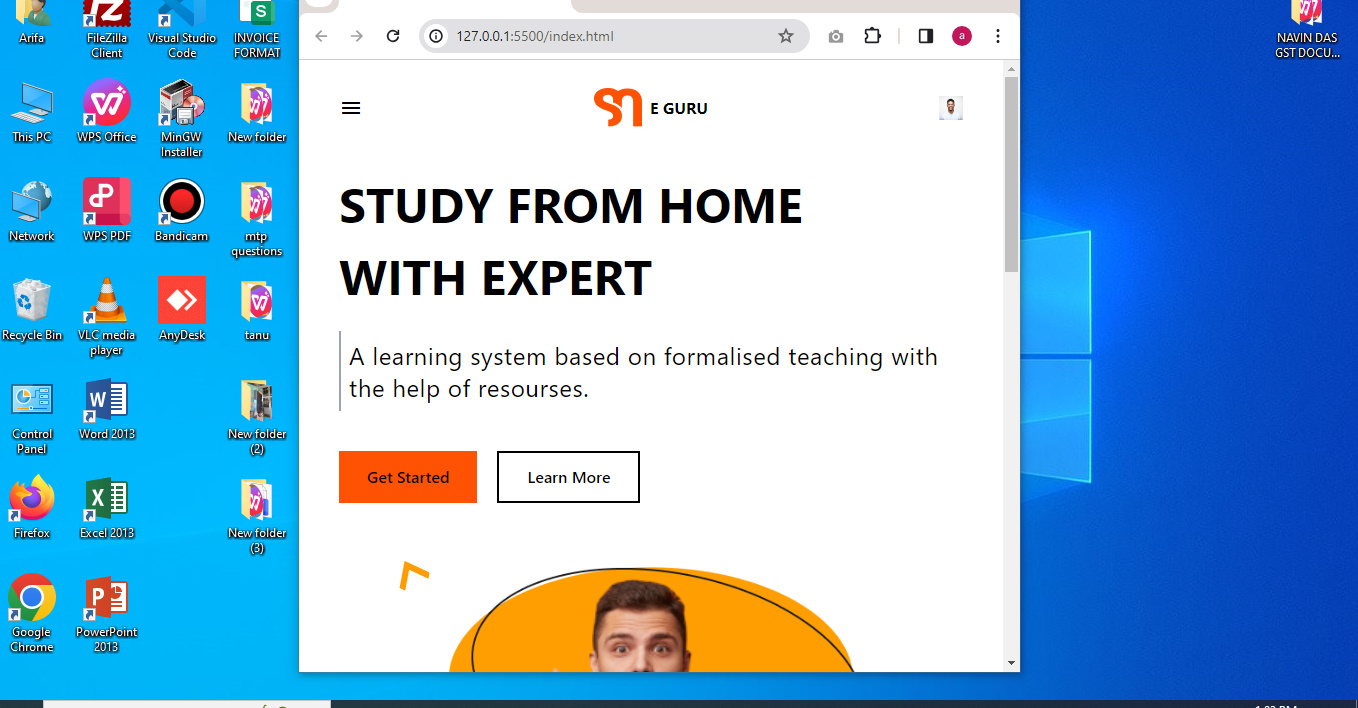 Arifa
FileZilla
Client
Visual Studio
Code
INVOICE
FORMAT
This PC
WPS Office
MinGW
Installer
New folder
Network
WPS PDF
Bandicam
mtp
questions
Recycle Bin
VLC media
player
AnyDesk
tanu
Control
Panel
Word 2013
New folder
(2)
Firefox
Excel 2013
New folder
(3)
Google
Chrome
PowerPoint
2013
127.0.0.1:5500/index.html
a
E GURU
STUDY FROM HOME
WITH EXPERT
A learning system based on formalised teaching with
the help of resourses.
Get Started
Learn More
NAVIN DAS
GST DOCU...